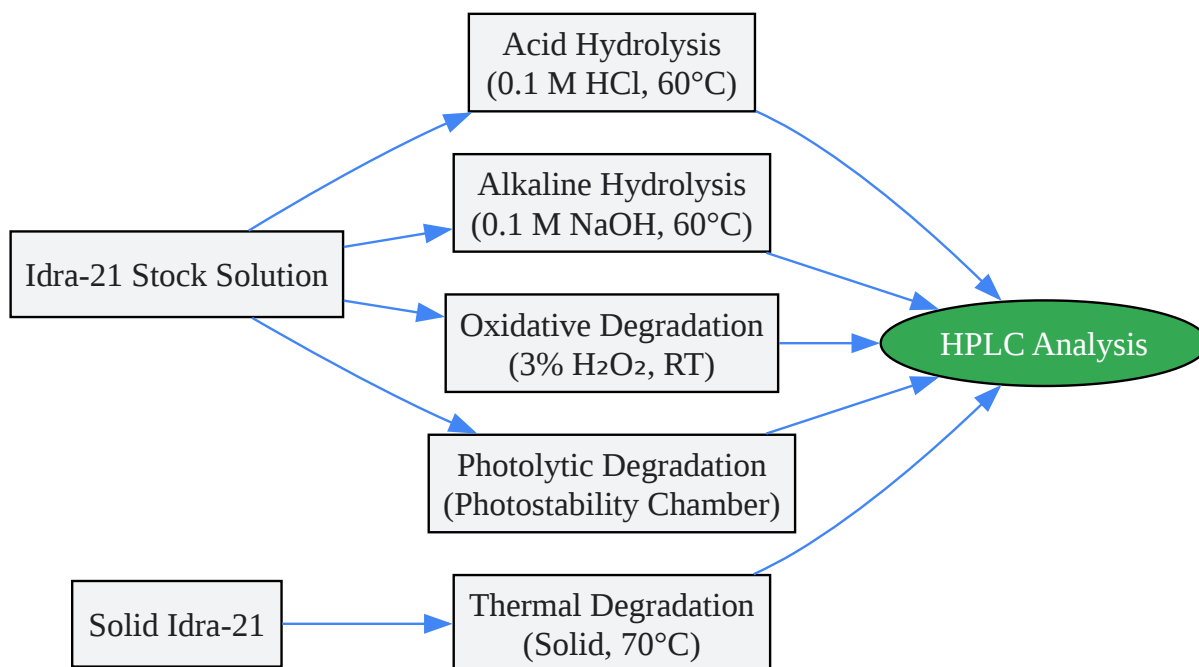 Acid Hydrolysis
(0.1 M HCl, 60°C)
Alkaline Hydrolysis
(0.1 M NaOH, 60°C)
Idra-21 Stock Solution
Oxidative Degradation
(3% H₂O₂, RT)
HPLC Analysis
Photolytic Degradation
(Photostability Chamber)
Solid Idra-21
Thermal Degradation
(Solid, 70°C)